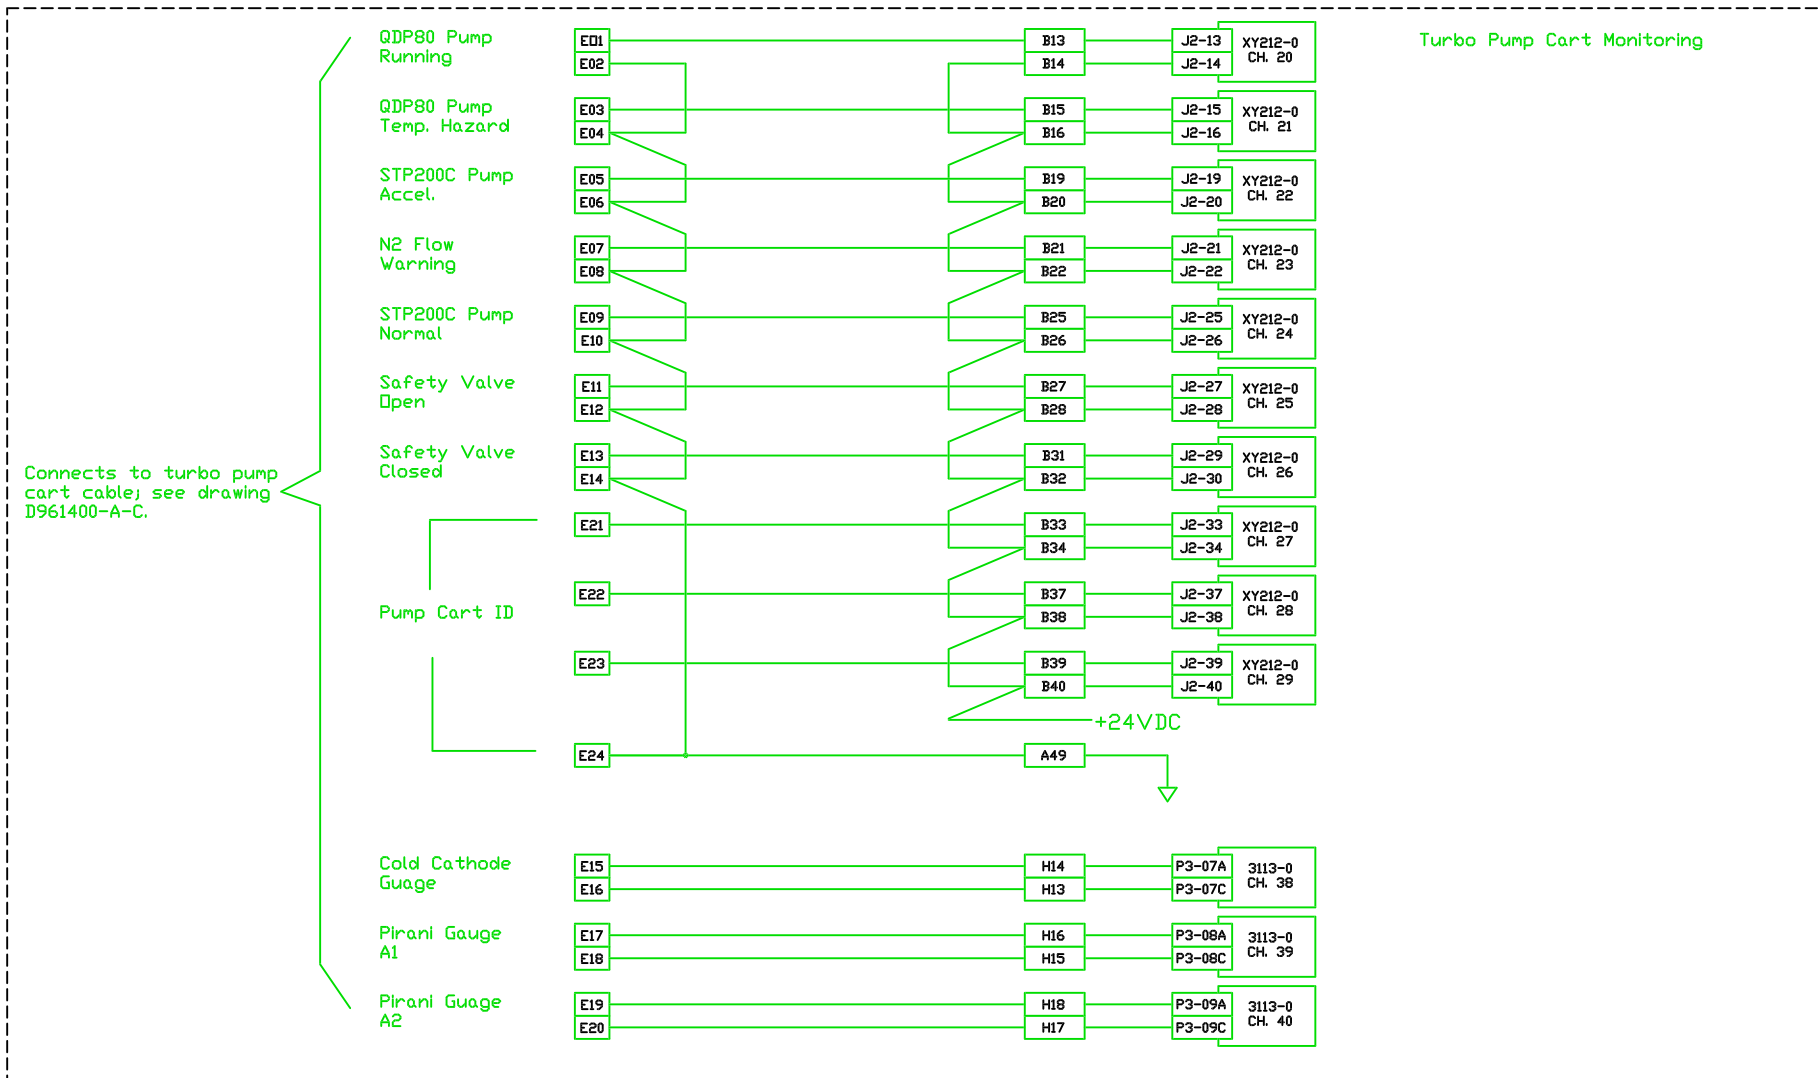 Turbo Pump Cart Monitoring
QDP80 Pump
Running
E01
B13
J2-13
E02
B14
J2-14
XY212-0
CH. 20
QDP80 Pump
Temp. Hazard
E03
B15
J2-15
E04
B16
J2-16
XY212-0
CH. 21
STP200C Pump
Accel.
E05
B19
J2-19
E06
B20
J2-20
XY212-0
CH. 22
N2 Flow
Warning
E07
B21
J2-21
E08
B22
J2-22
XY212-0
CH. 23
STP200C Pump
Normal
E09
B25
J2-25
E10
B26
J2-26
XY212-0
CH. 24
Safety Valve
Open
E11
B27
J2-27
E12
B28
J2-28
XY212-0
CH. 25
Safety Valve
Closed
E13
B31
J2-29
E14
B32
J2-30
XY212-0
CH. 26
Connects to turbo pump
cart cable; see drawing
D961400-A-C.
E21
B33
J2-33
B34
J2-34
XY212-0
CH. 27
Pump Cart ID
E22
B37
J2-37
B38
J2-38
XY212-0
CH. 28
E23
B39
J2-39
B40
J2-40
XY212-0
CH. 29
+24VDC
E24
A49
Cold Cathode
Guage
E15
H14
P3-07A
E16
H13
P3-07C
3113-0
CH. 38
Pirani Gauge
A1
E17
H16
P3-08A
E18
H15
P3-08C
3113-0
CH. 39
Pirani Guage
A2
E19
H18
P3-09A
E20
H17
P3-09C
3113-0
CH. 40